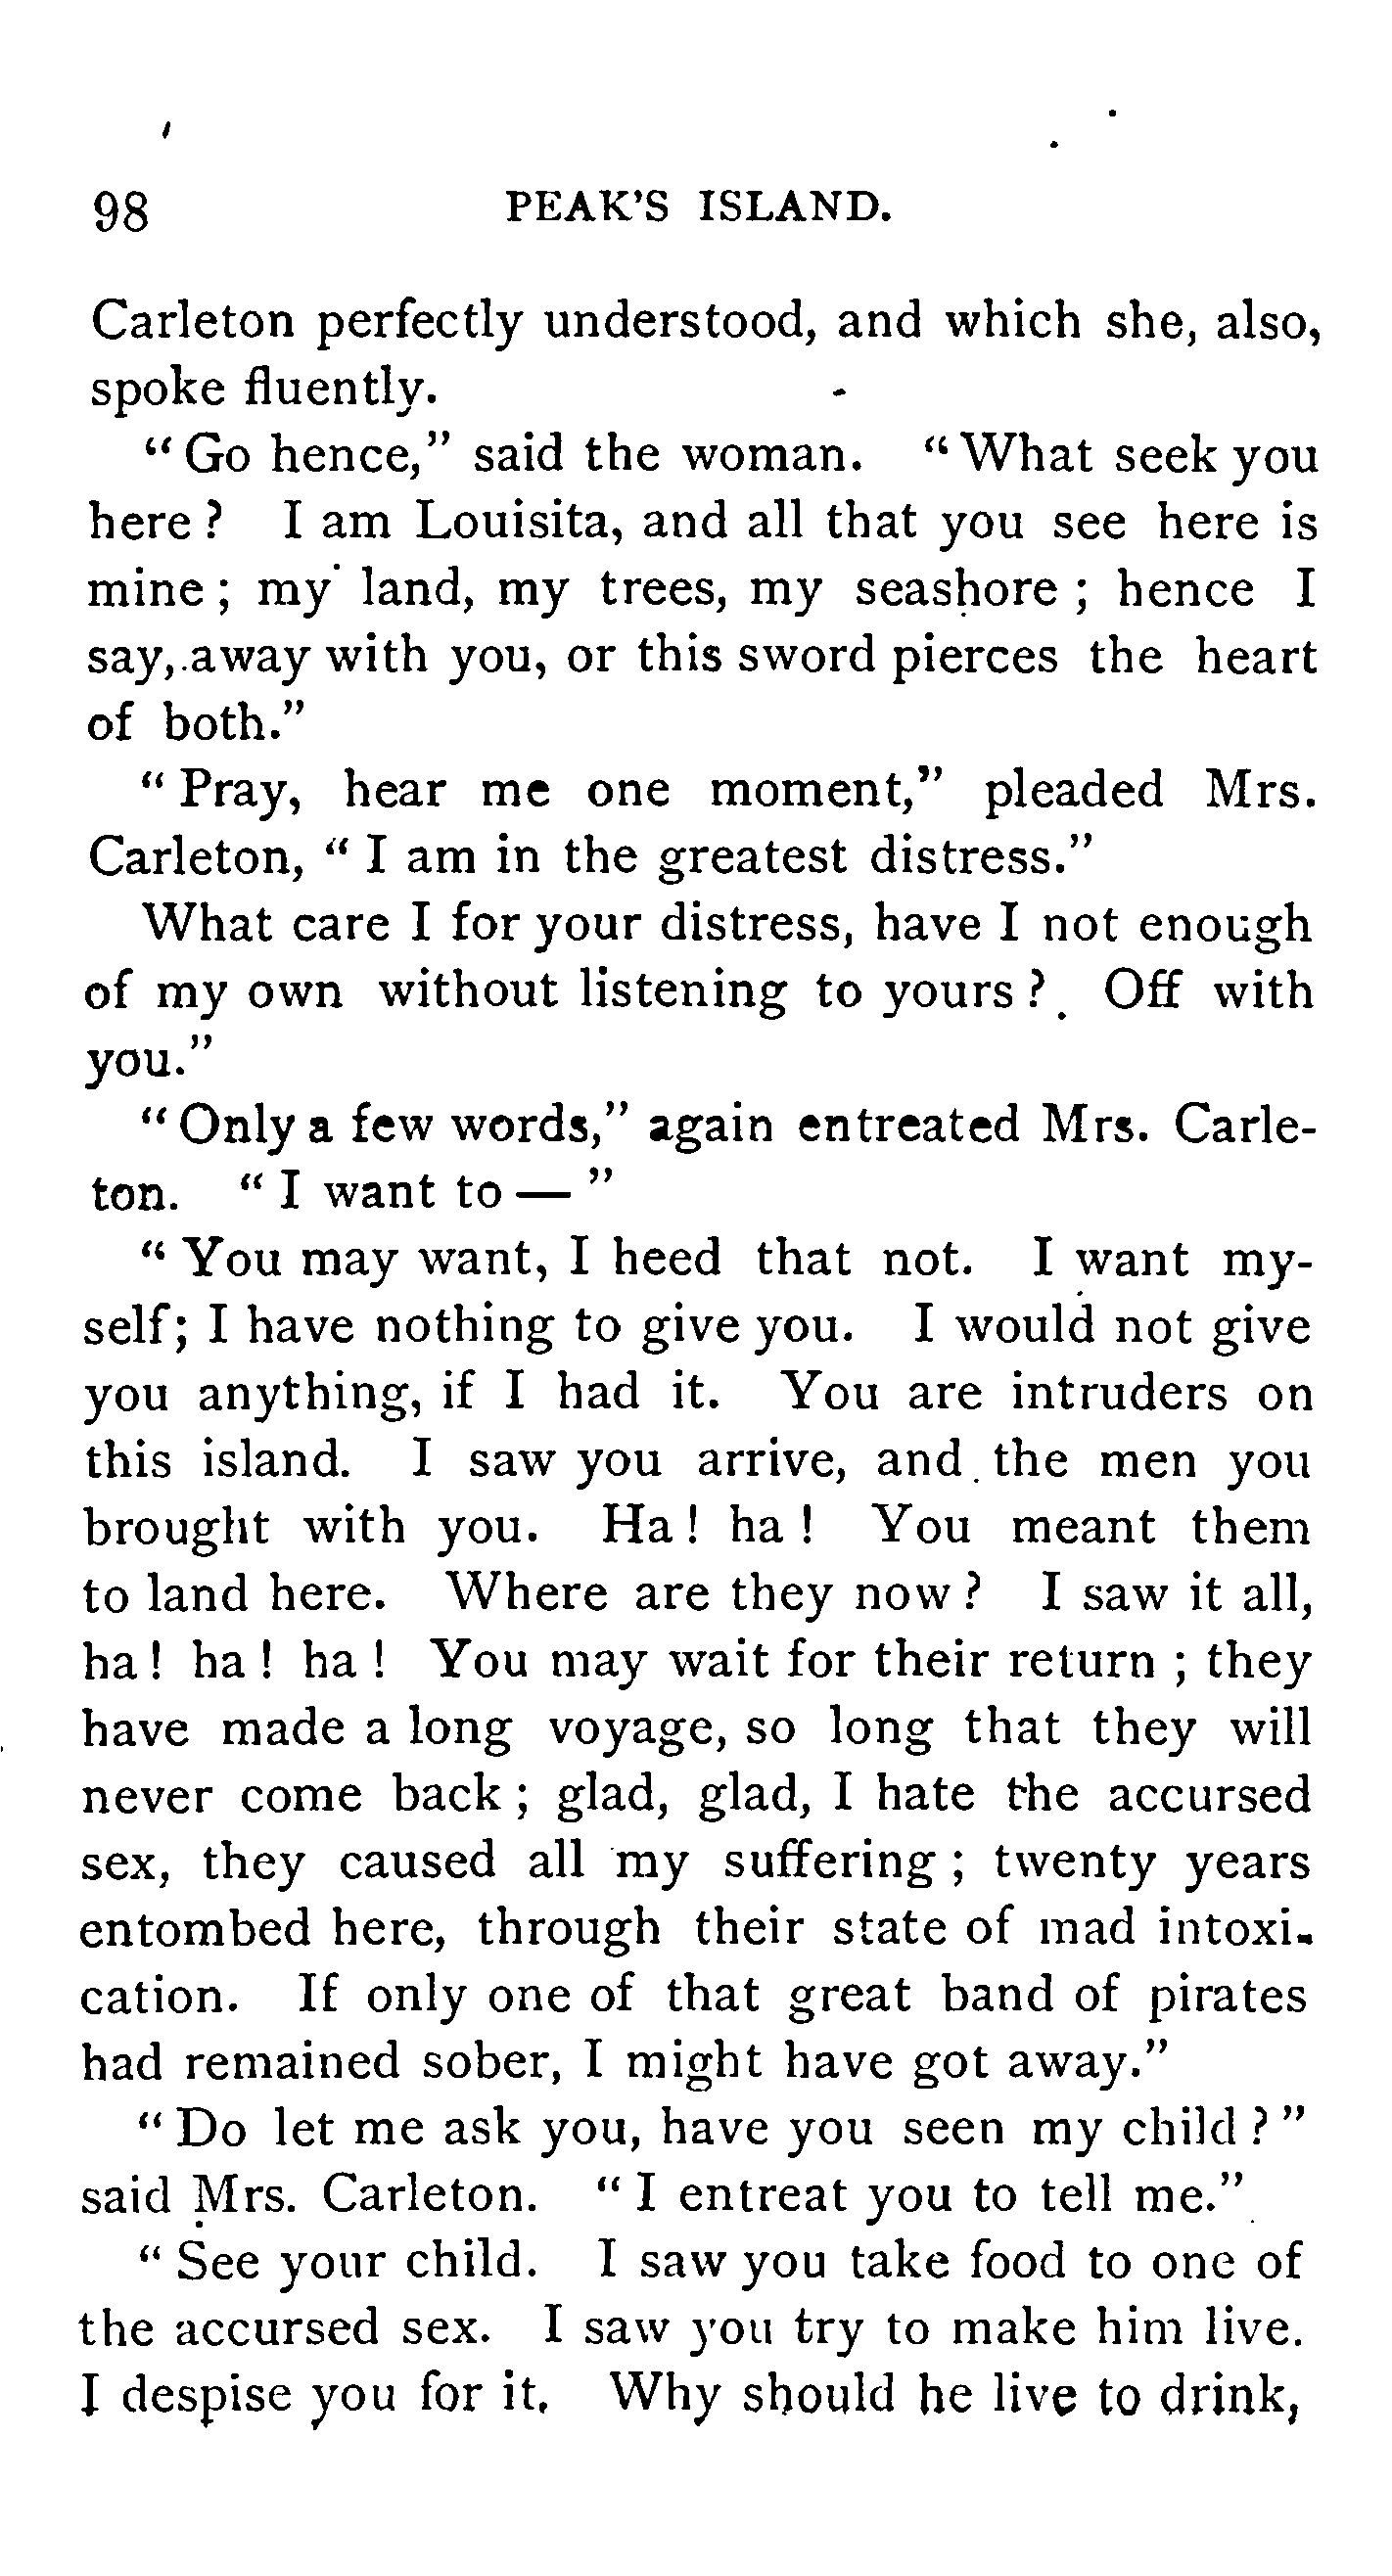 98 PEAK'S ISLAND.
Carleton perfectly understood, and which she, also,
spoke fluently.
“Go hence,” said the woman. “What seek you
here? I am Louisita, and all that you see here is
mine; my land, my trees, my seashore; hence I
say, away with you, or this sword pierces the heart
of both.”
“Pray, hear me one moment,” pleaded Mrs.
Carleton, “I am in the greatest distress.”
What care I for your distress, have I not enough
of my own without listening to yours? Off with
you.”
“Only a few words,” again entreated Mrs. Carle-
ton. “I want to—”
“You may want, I heed that not. I want my-
self; I have nothing to give you. I would not give
you anything, if I had it. You are intruders on
this island. I saw you arrive, and the men you
brought with you. Ha! ha! You meant them
to land here. Where are they now? I saw it all,
ha! ha! ha! You may wait for their return; they
have made a long voyage, so long that they will
never come back; glad, glad, I hate the accursed
sex, they caused all my suffering; twenty years
entombed here, through their state of mad intoxi-
cation. If only one of that great band of pirates
had remained sober, I might have got away.”
“Do let me ask you, have you seen my child?”
said Mrs. Carleton. “I entreat you to tell me.”
“See your child. I saw you take food to one of
the accursed sex. I saw you try to make him live.
I despise you for it. Why should he live to drink,